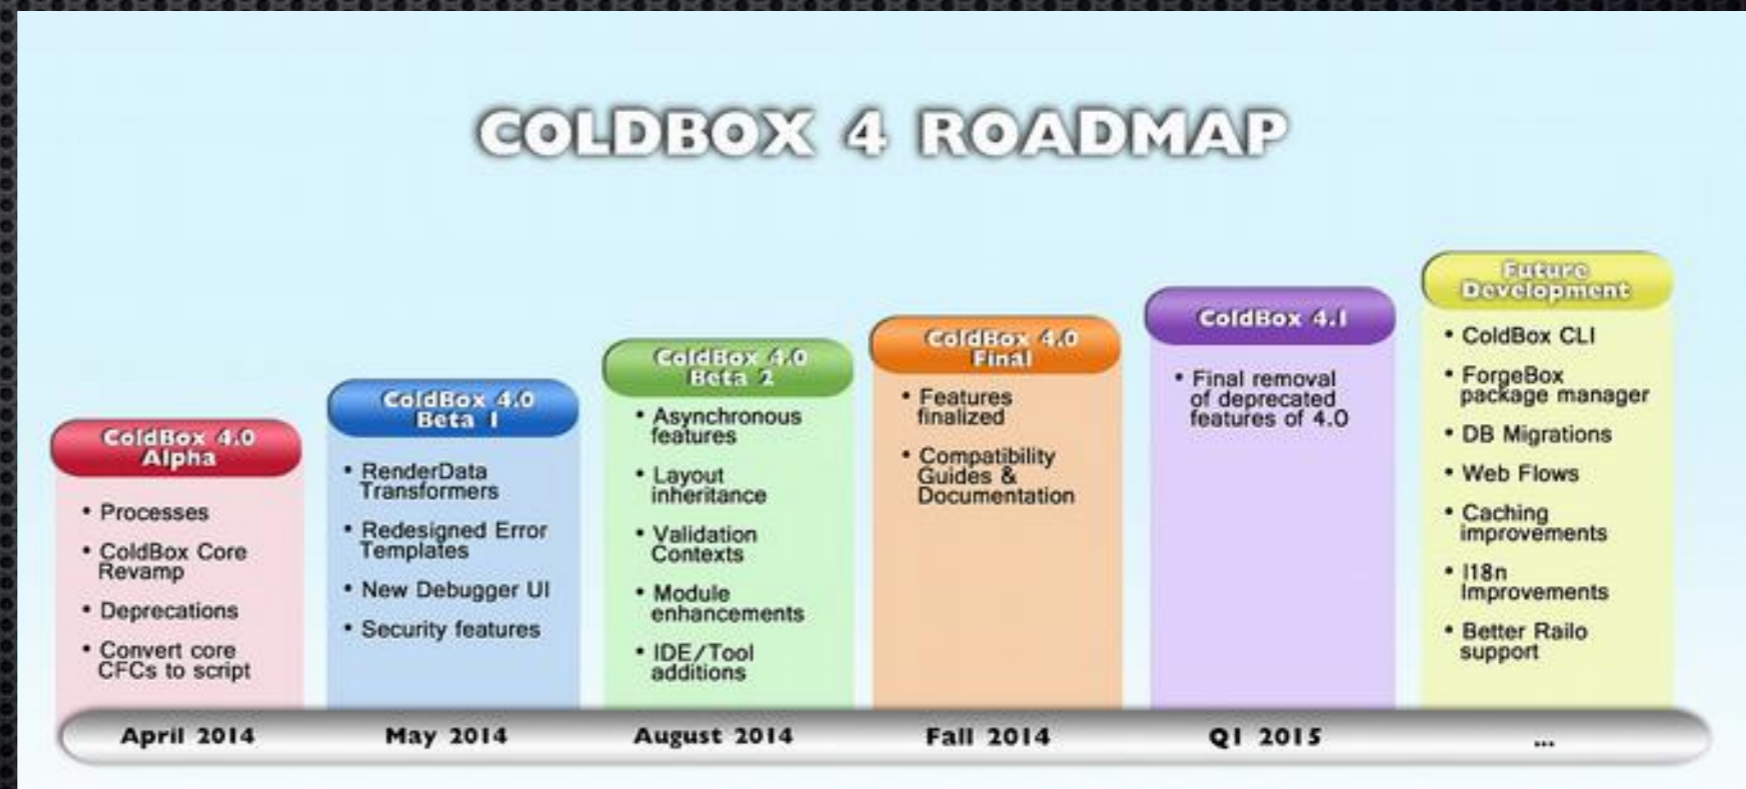 COLDBOX 4 ROADMAP
ColdBox 4.0
Alpha
• Processes
• ColdBox Core
Revamp
• Deprecations
• Convert core
CFCs to script
April 2014
ColdBox 4.0
Beta 1
• RenderData
Transformers
• Redesigned Error
Templates
• New Debugger UI
• Security features
May 2014
ColdBox 4.0
Beta 2
• Asynchronous
features
• Layout
inheritance
• Validation
Contexts
• Module
enhancements
• IDE/Tool
additions
August 2014
ColdBox 4.0
Final
• Features
finalized
• Compatibility
Guides &
Documentation
Fall 2014
ColdBox 4.1
• Final removal
of deprecated
features of 4.0
Q1 2015
Future
Development
• ColdBox CLI
• ForgeBox
package manager
• DB Migrations
• Web Flows
• Caching
improvements
• I18n
Improvements
• Better Railo
support
...